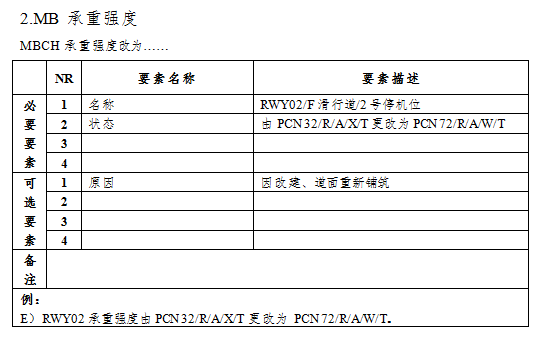 2.MB 承重强度
MBCH 承重强度改为……
NR 要素名称 要素描述
必要要素
1 名称 RWY02/F 滑行道/2 号停机位
2 状态 由 PCN32/R/A/X/T 更改为 PCN72/R/A/W/T
3
4
可选要素
1 原因 因改建、道面重新铺筑
2
3
4
备注
例：
E）RWY02 承重强度由 PCN32/R/A/X/T 更改为 PCN72/R/A/W/T。